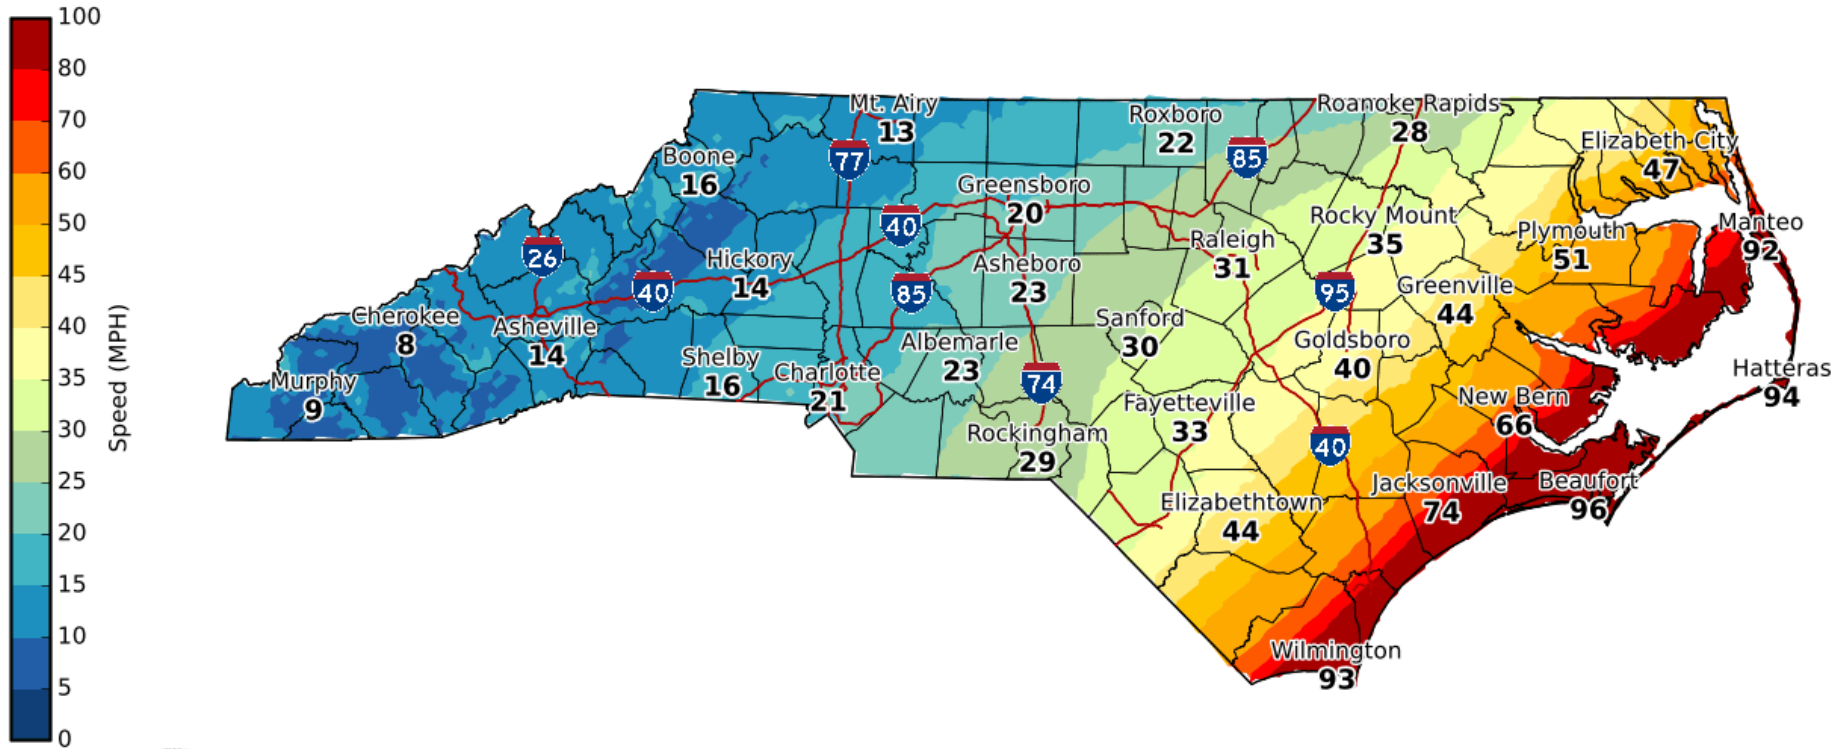 100
80
70
60
50
45
40
35
30
25
20
15
10
5
0
Speed (MPH)
Mt. Airy
13
Roxboro
22
Roanoke Rapids
28
Elizabeth City
47
Boone
16
77
85
Greensboro
20
40
Rocky Mount
35
Manteo
92
Plymouth
51
Raleigh
31
26
Hickory
14
40
Asheboro
23
85
95
Greenville
44
Cherokee
8
Asheville
14
Sanford
30
Albemarle
23
Goldsboro
40
Shelby
16
Charlotte
21
74
Hatteras
94
Murphy
9
New Bern
66
Fayetteville
33
Rockingham
29
40
Jacksonville
74
Beaufort
96
Elizabethtown
44
Wilmington
93